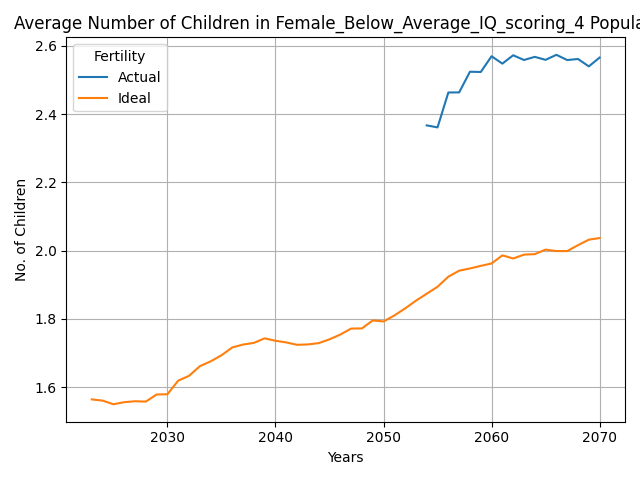 Average Number of Children in Female_Below_Average_IQ_scoring_4 Popula
Fertility
Actual
Ideal
2.6
2.4
2.2
2.0
1.8
1.6
No. of Children
2030 2040 2050 2060 2070
Years